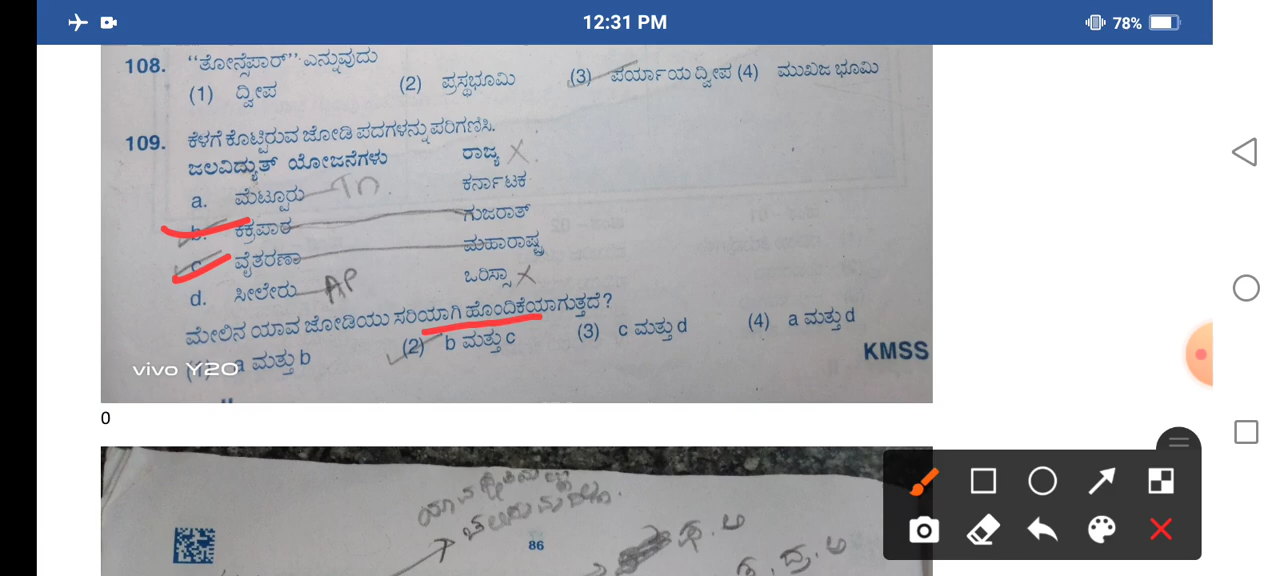 12:31 PM
78%
108. "ತೋನ್ಸೆಪಾರ್" ಎನ್ನುವುದು
(1) ದ್ವೀಪ (2) ಪ್ರಸ್ಥಭೂಮಿ (3) ಪರ್ಯಾಯ ದ್ವೀಪ (4) ಮುಖಜ ಭೂಮಿ
109. ಕೆಳಗೆ ಕೊಟ್ಟಿರುವ ಜೋಡಿ ಪದಗಳನ್ನು ಪರಿಗಣಿಸಿ.
ಜಲವಿದ್ಯುತ್ ಯೋಜನೆಗಳು ರಾಜ್ಯ X
a. ಮೆಟ್ಟೂರು Tn ಕರ್ನಾಟಕ
b. ಕಕ್ರಪಾರ ಗುಜರಾತ್
c ವೈತರಣಾ ಮಹಾರಾಷ್ಟ್ರ
d. ಸೀಲೇರು AP ಒರಿಸ್ಸಾ X
ಮೇಲಿನ ಯಾವ ಜೋಡಿಯು ಸರಿಯಾಗಿ ಹೊಂದಿಕೆಯಾಗುತ್ತದೆ?
(1) a ಮತ್ತು b (2) b ಮತ್ತು c (3) c ಮತ್ತು d (4) a ಮತ್ತು d
KMSS
vivo Y20
0
86